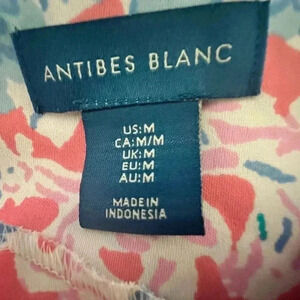 ANTIBES BLANC
US:M
CA:M/M
UK:M
EU:M
AU:M
MADE IN
INDONESIA